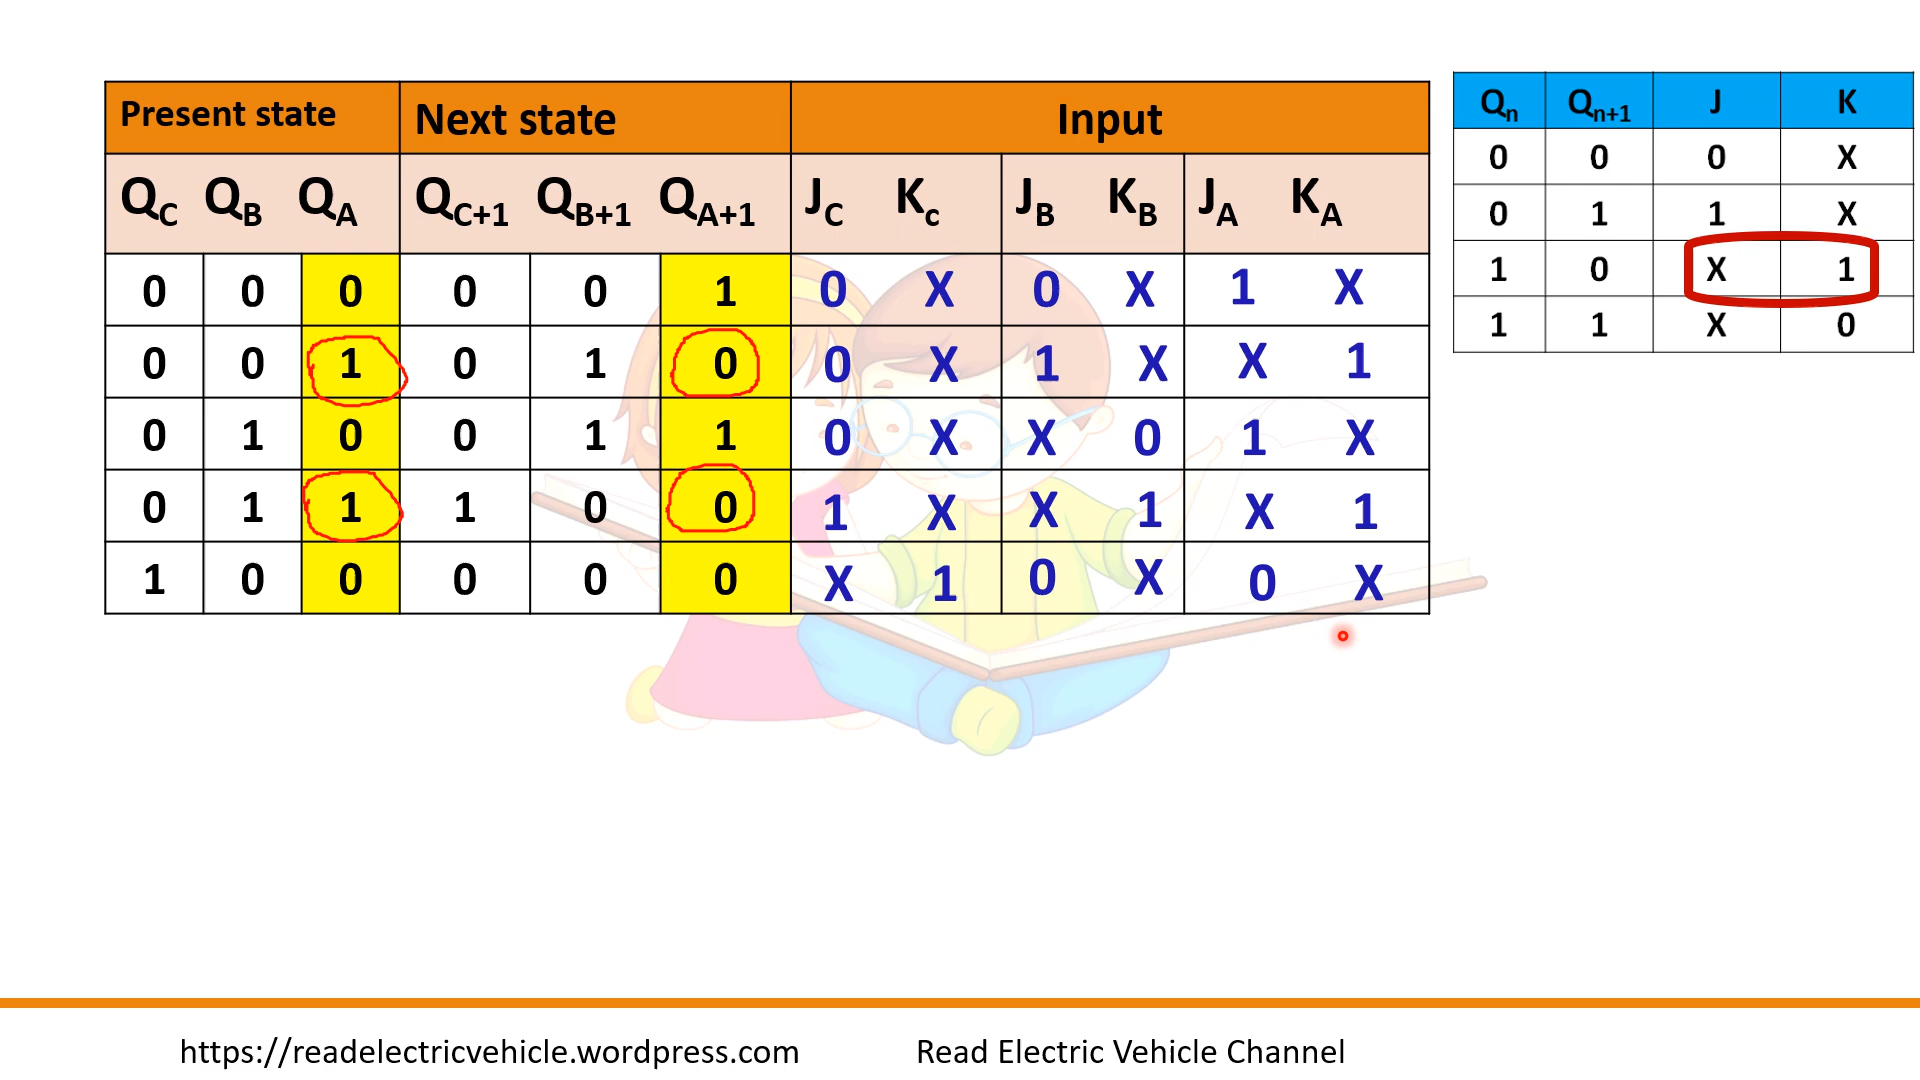 Present state Next state Input
QC QB QA QC+1 QB+1 QA+1 JC Kc JB KB JA KA
0 0 0 0 0 1 0 X 0 X 1 X
0 0 1 0 1 0 0 X 1 X X 1
0 1 0 0 1 1 0 X X 0 1 X
0 1 1 1 0 0 1 X X 1 X 1
1 0 0 0 0 0 X 1 0 X 0 X
Qn Qn+1 J K
0 0 0 X
0 1 1 X
1 0 X 1
1 1 X 0
https://readelectricvehicle.wordpress.com Read Electric Vehicle Channel